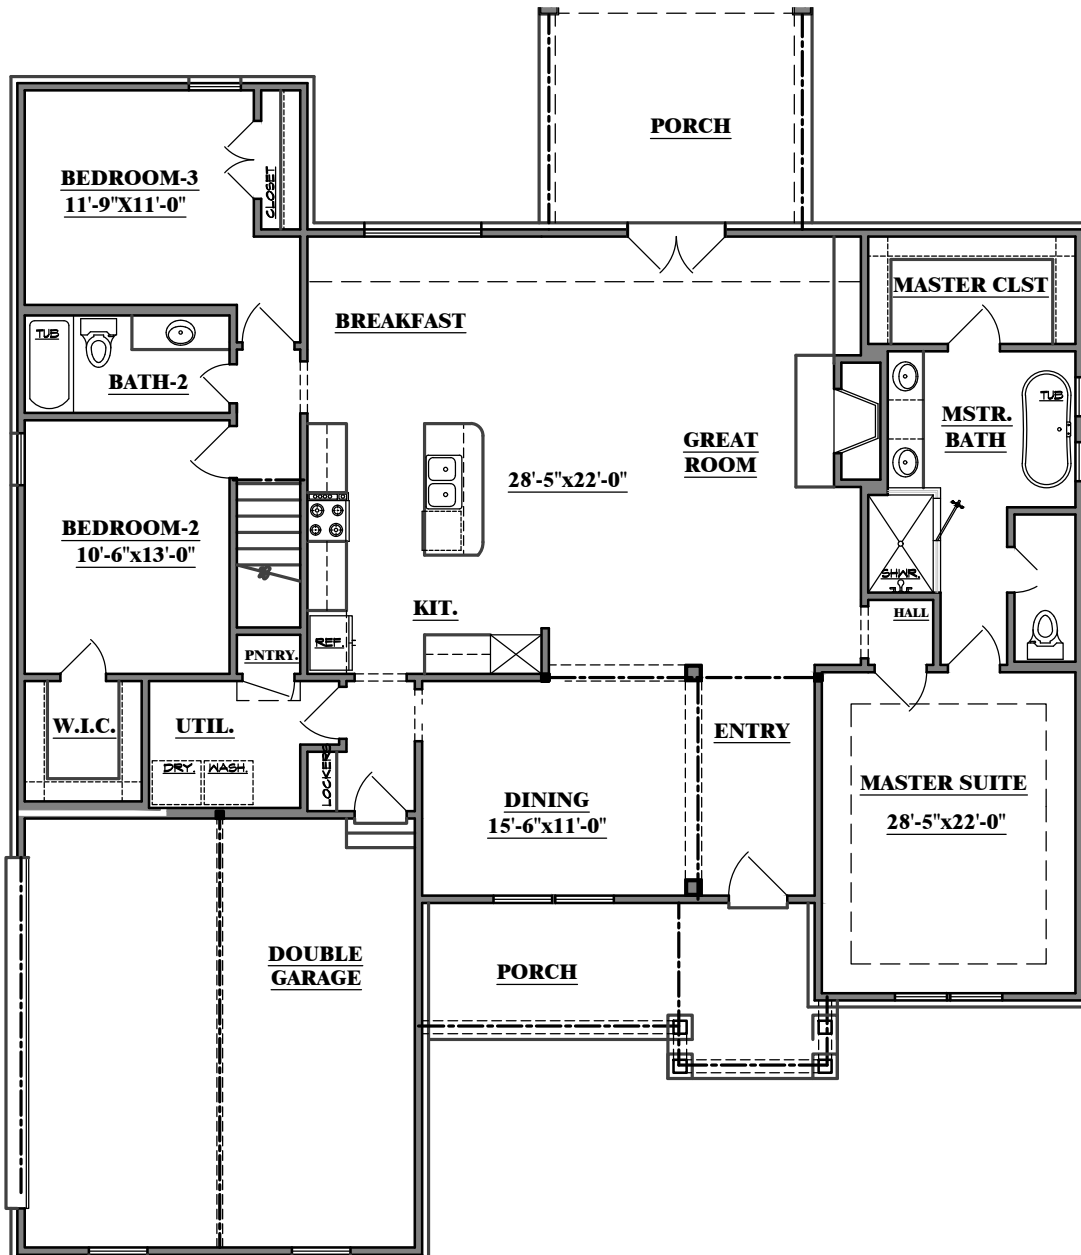 PORCH
BEDROOM-3
11'-9"X11'-0"
CLOSET
MASTER CLST
BREAKFAST
TUB
BATH-2
TUB
MSTR.
BATH
GREAT
ROOM
28'-5"x22'-0"
BEDROOM-2
10'-6"x13'-0"
SHWR.
KIT.
HALL
REF.
PNTRY.
W.I.C.
UTIL.
ENTRY
DRY.
WASH.
LOCKERS
DINING
15'-6"x11'-0"
MASTER SUITE
28'-5"x22'-0"
DOUBLE
GARAGE
PORCH